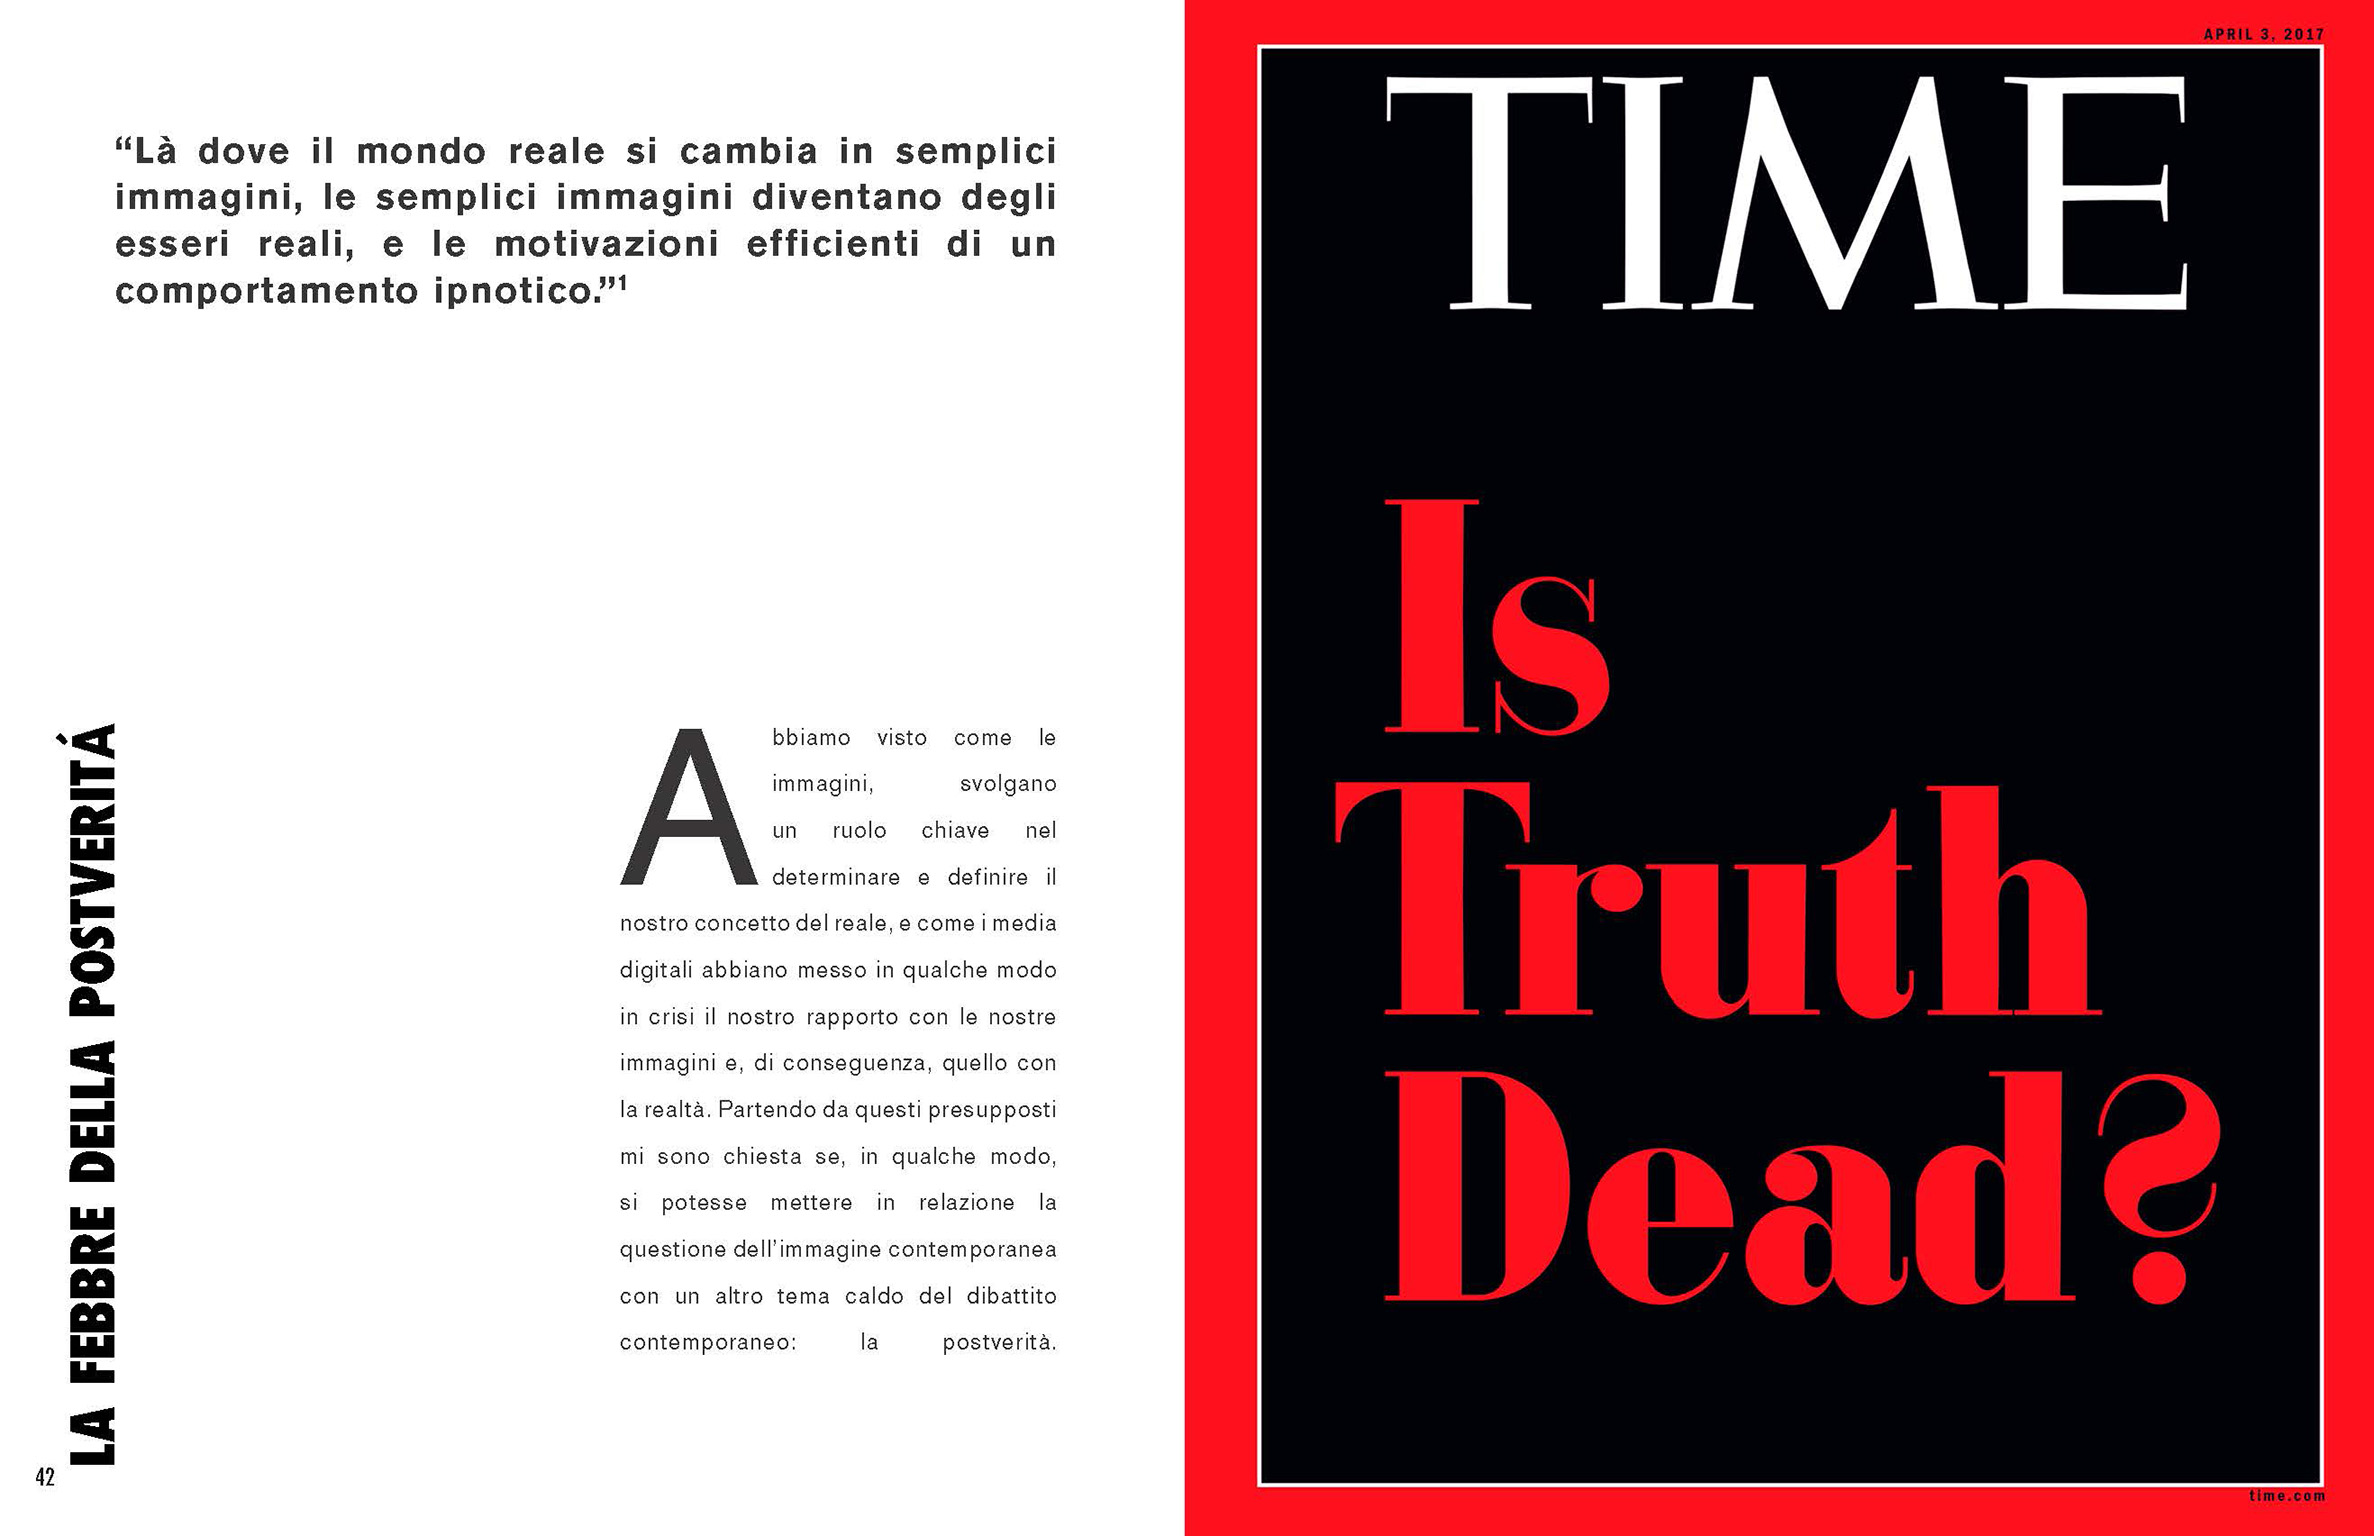 “Là dove il mondo reale si cambia in semplici
immagini, le semplici immagini diventano degli
esseri reali, e le motivazioni efficienti di un
comportamento ipnotico.”¹
LA FEBBRE DELLA POSTVERITÁ
Abbiamo visto come le
immagini, svolgano
un ruolo chiave nel
determinare e definire il
nostro concetto del reale, e come i media
digitali abbiano messo in qualche modo
in crisi il nostro rapporto con le nostre
immagini e, di conseguenza, quello con
la realtà. Partendo da questi presupposti
mi sono chiesta se, in qualche modo,
si potesse mettere in relazione la
questione dell’immagine contemporanea
con un altro tema caldo del dibattito
contemporaneo: la postverità.
42
APRIL 3, 2017
TIME
Is
Truth
Dead?
time.com